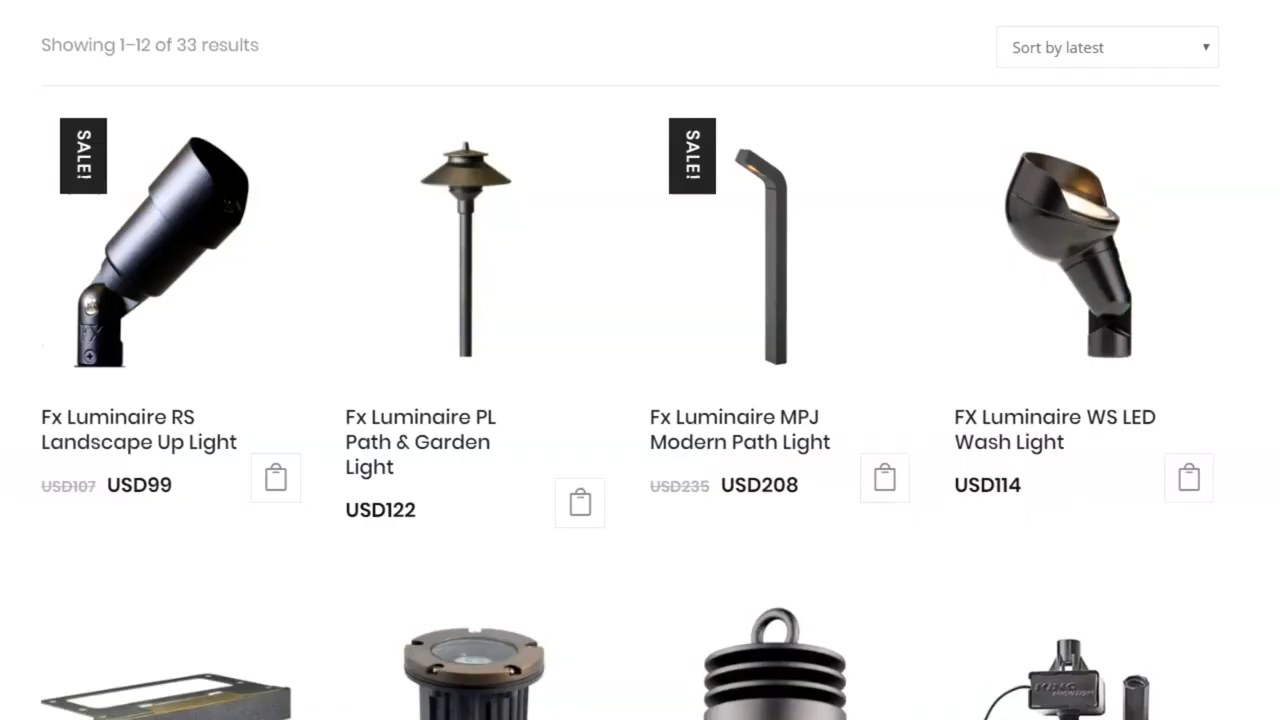 Showing 1–12 of 33 results
Sort by latest
SALE!
SALE!
FX
Fx Luminaire RS
Landscape Up Light
USD107 USD99
Fx Luminaire PL
Path & Garden
Light
USD122
Fx Luminaire MPJ
Modern Path Light
USD235 USD208
FX Luminaire WS LED
Wash Light
USD114